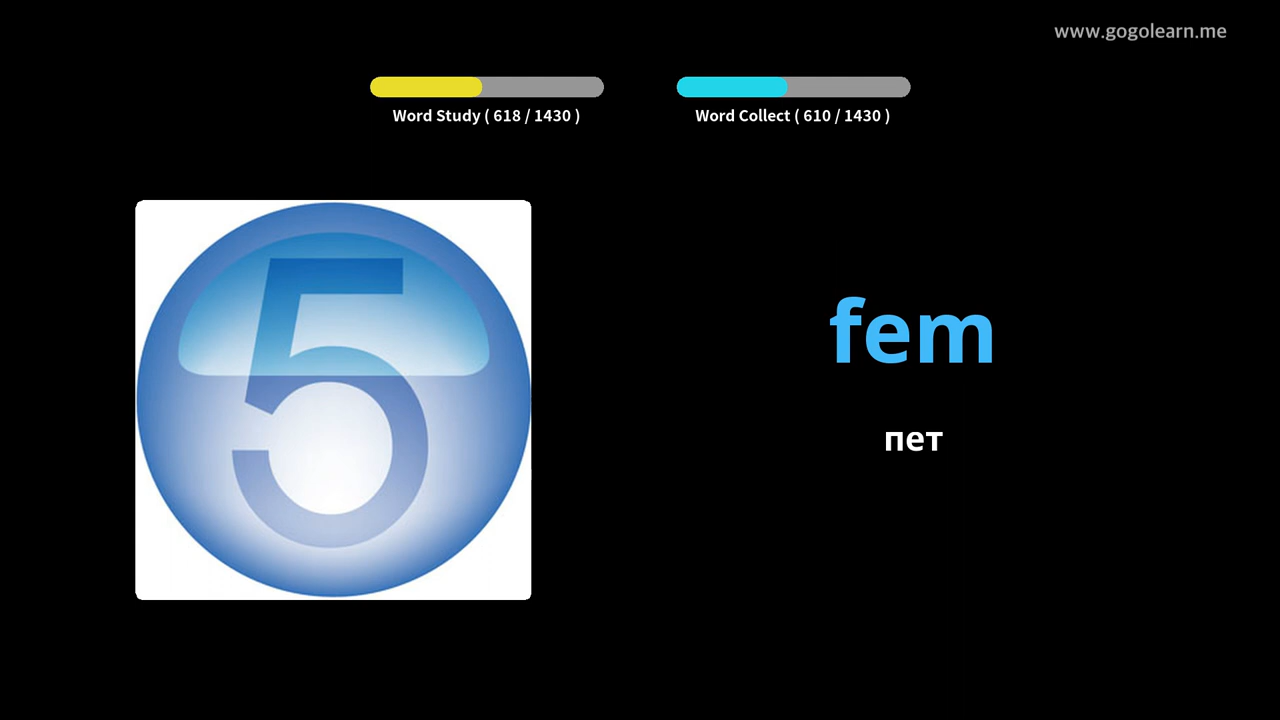 www.gogolearn.me
Word Study ( 618 / 1430 )
Word Collect ( 610 / 1430 )
5
fem
пет